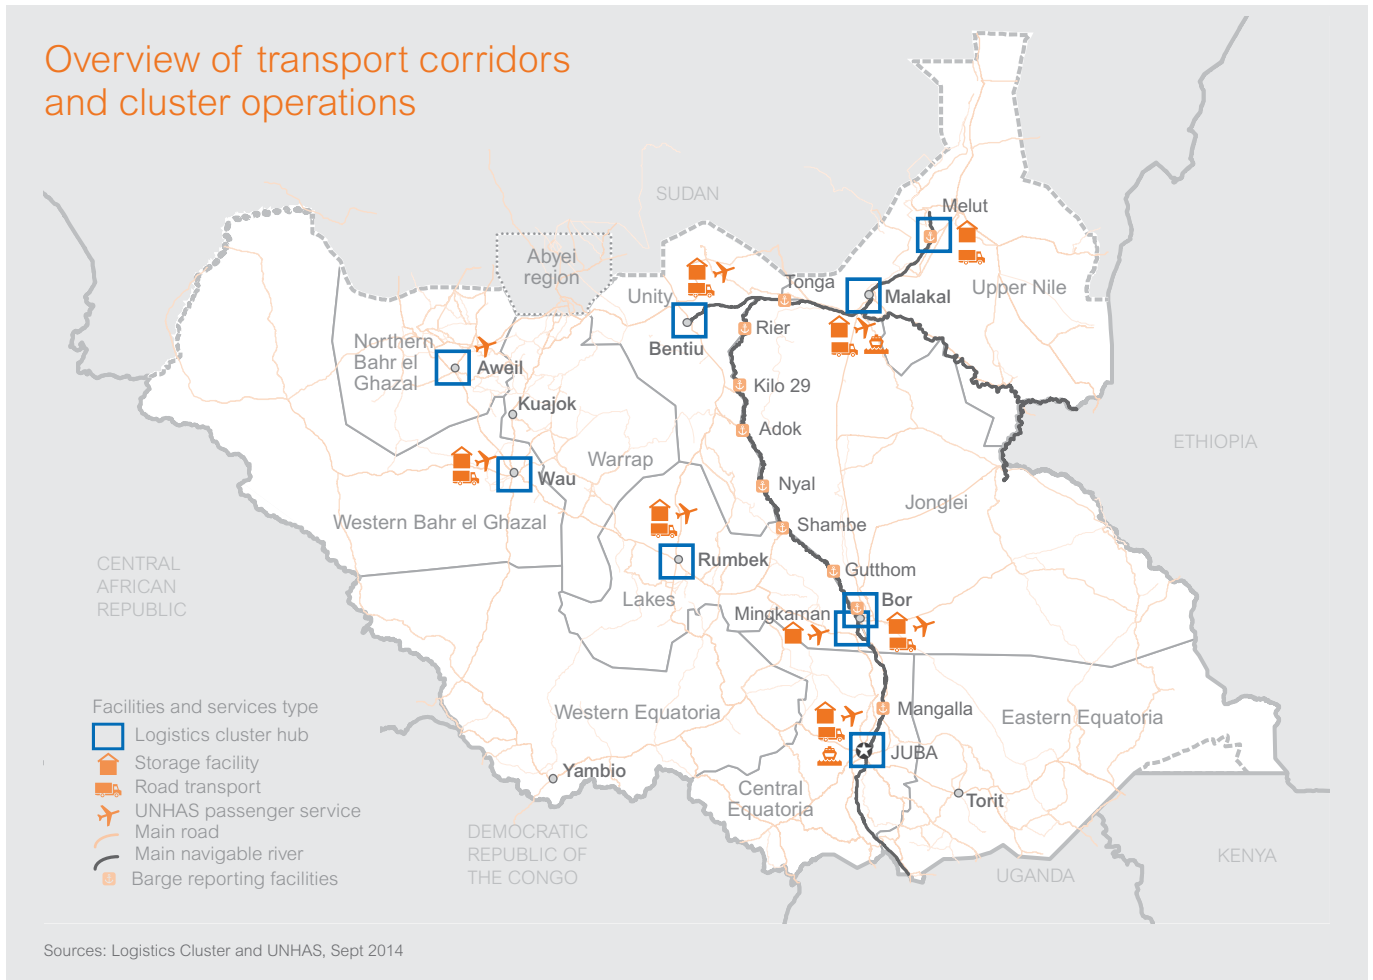 Overview of transport corridors
and cluster operations
SUDAN
Melut
Abyei
region
Unity
Tonga
Malakal
Upper Nile
Rier
Bentiu
Northern
Bahr el
Ghazal
Aweil
Kilo 29
Kuajok
Adok
ETHIOPIA
Warrap
Wau
Nyal
Jonglei
Western Bahr el Ghazal
Shambe
CENTRAL
AFRICAN
REPUBLIC
Rumbek
Gutthom
Lakes
Bor
Mingkaman
Facilities and services type
Logistics cluster hub
Storage facility
Road transport
UNHAS passenger service
Main road
Main navigable river
Barge reporting facilities
Western Equatoria
Mangalla
Eastern Equatoria
JUBA
Yambio
Central
Equatoria
Torit
DEMOCRATIC
REPUBLIC OF
THE CONGO
KENYA
UGANDA
Sources: Logistics Cluster and UNHAS, Sept 2014